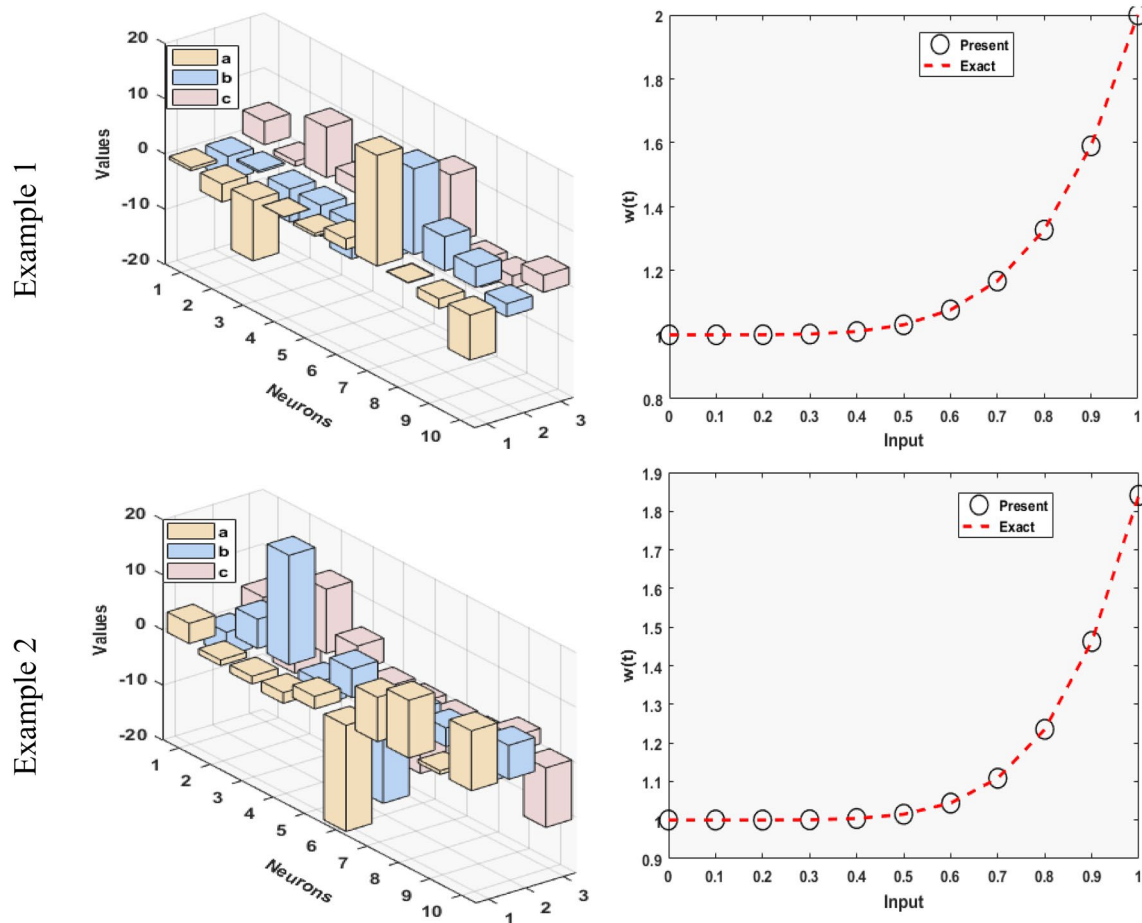 Example 1
20
10
0
-10
-20
Values
a
b
c
1
2
3
4
5
6
7
8
9
10
Neurons
1
2
3
2
1.8
1.6
1.4
1.2
1
0.8
w(t)
Present
Exact
0 0.1 0.2 0.3 0.4 0.5 0.6 0.7 0.8 0.9 1
Input
Example 2
20
10
0
-10
-20
Values
a
b
c
1
2
3
4
5
6
7
8
9
10
Neurons
1
2
3
1.9
1.8
1.7
1.6
1.5
1.4
1.3
1.2
1.1
1
0.9
w(t)
Present
Exact
0 0.1 0.2 0.3 0.4 0.5 0.6 0.7 0.8 0.9 1
Input